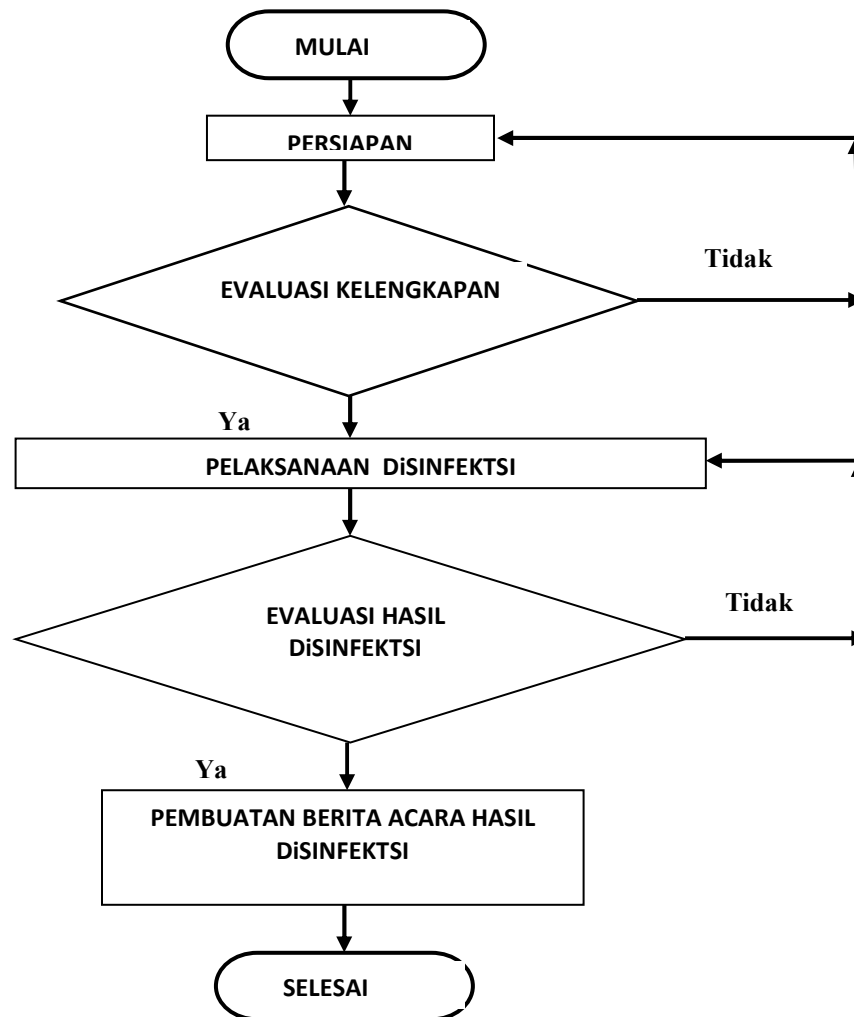 MULAI
PERSIAPAN
EVALUASI KELENGKAPAN
Tidak
Ya
PELAKSANAAN DiSINFEKTSI
EVALUASI HASIL
DiSINFEKTSI
Tidak
Ya
PEMBUATAN BERITA ACARA HASIL
DiSINFEKTSI
SELESAI